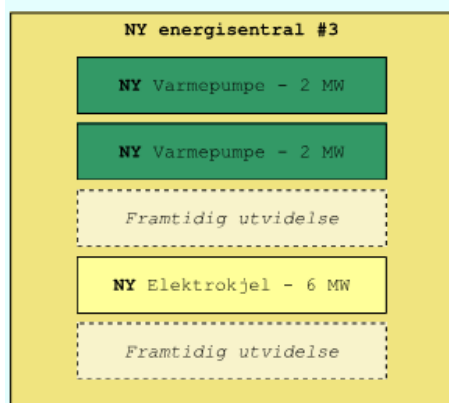 NY energisentral #3
NY Varmepumpe - 2 MW
NY Varmepumpe - 2 MW
Framtidig utvidelse
NY Elektrokjel - 6 MW
Framtidig utvidelse